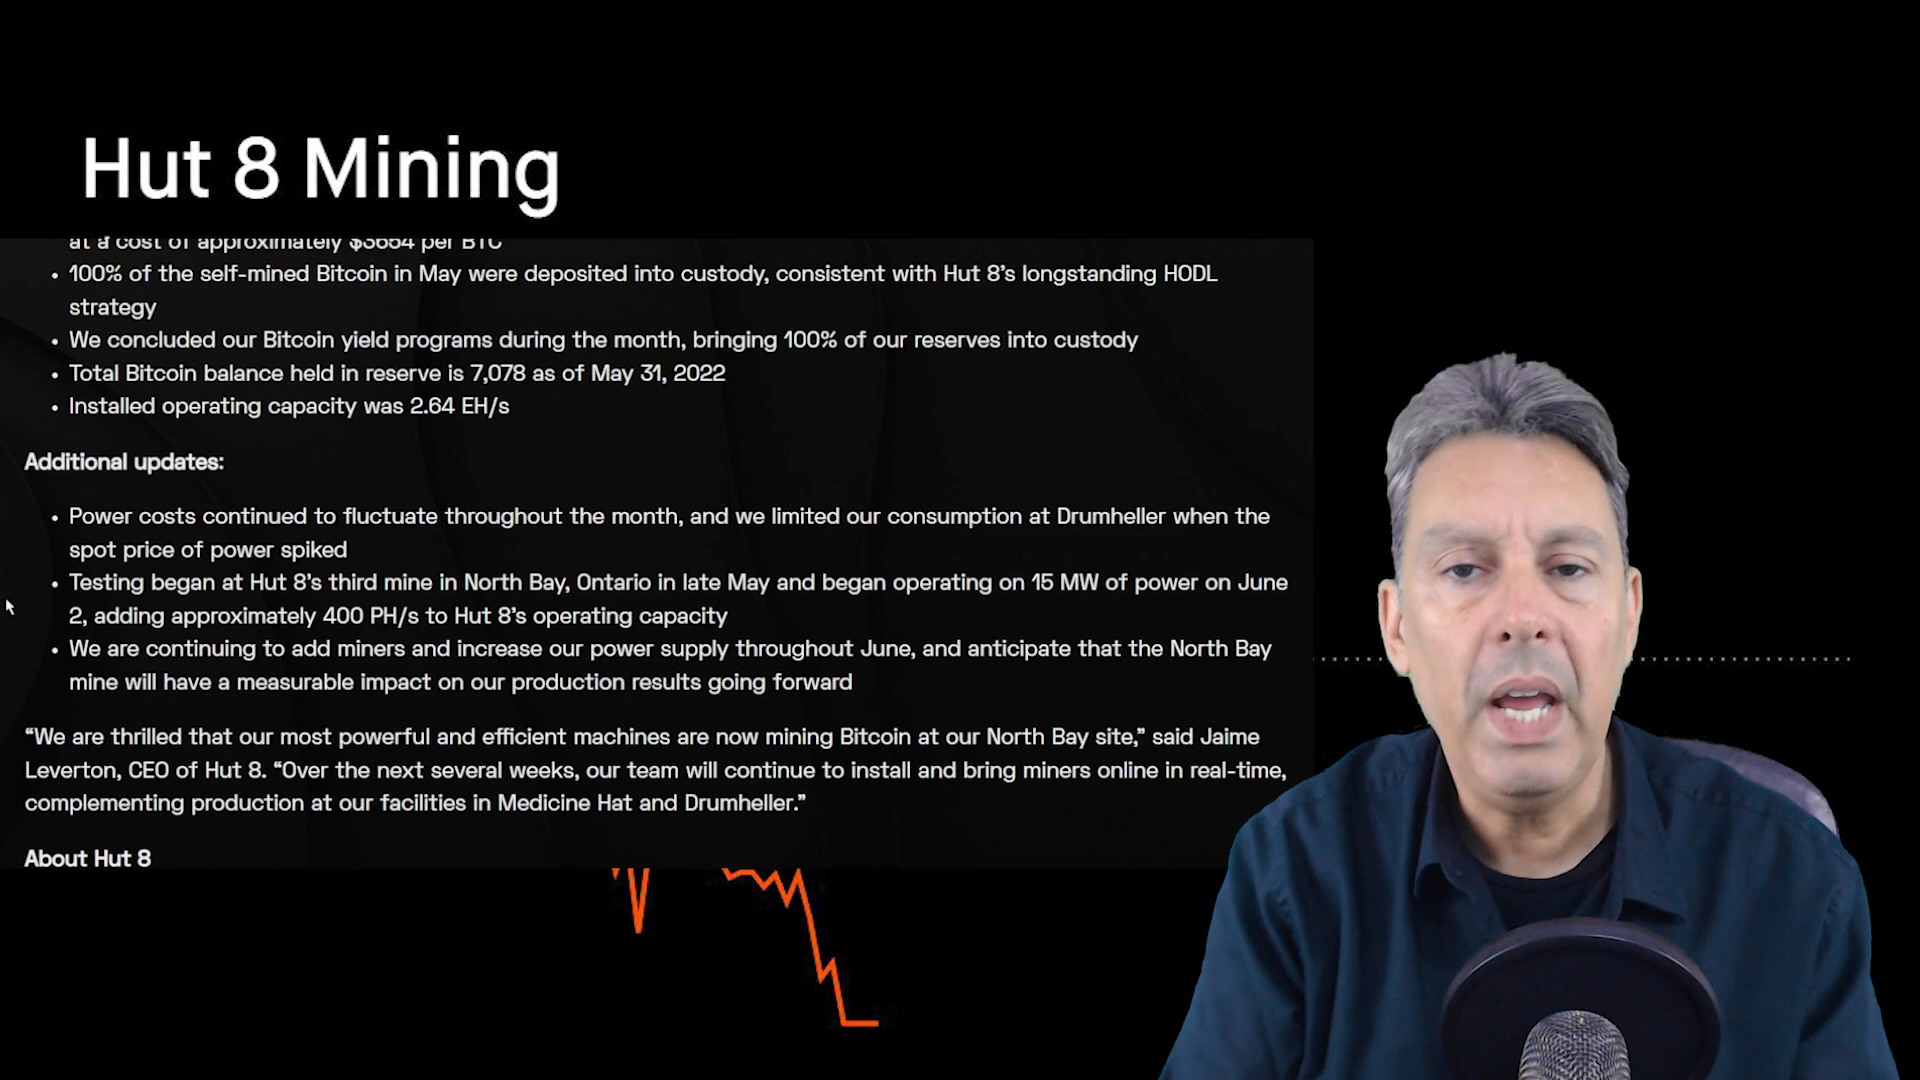 Hut 8 Mining
at a cost of approximately $3654 per BTC
• 100% of the self-mined Bitcoin in May were deposited into custody, consistent with Hut 8’s longstanding HODL
strategy
• We concluded our Bitcoin yield programs during the month, bringing 100% of our reserves into custody
• Total Bitcoin balance held in reserve is 7,078 as of May 31, 2022
• Installed operating capacity was 2.64 EH/s
Additional updates:
• Power costs continued to fluctuate throughout the month, and we limited our consumption at Drumheller when the
spot price of power spiked
• Testing began at Hut 8’s third mine in North Bay, Ontario in late May and began operating on 15 MW of power on June
2, adding approximately 400 PH/s to Hut 8’s operating capacity
• We are continuing to add miners and increase our power supply throughout June, and anticipate that the North Bay
mine will have a measurable impact on our production results going forward
“We are thrilled that our most powerful and efficient machines are now mining Bitcoin at our North Bay site,” said Jaime
Leverton, CEO of Hut 8. “Over the next several weeks, our team will continue to install and bring miners online in real-time,
complementing production at our facilities in Medicine Hat and Drumheller.”
About Hut 8